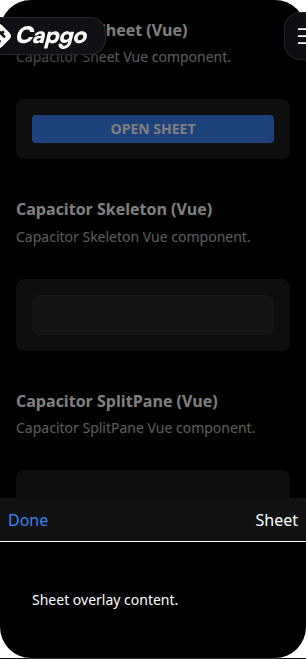 Capgo
Sheet (Vue)
Capacitor Sheet Vue component.
OPEN SHEET
Capacitor Skeleton (Vue)
Capacitor Skeleton Vue component.
Capacitor SplitPane (Vue)
Capacitor SplitPane Vue component.
Done
Sheet
Sheet overlay content.